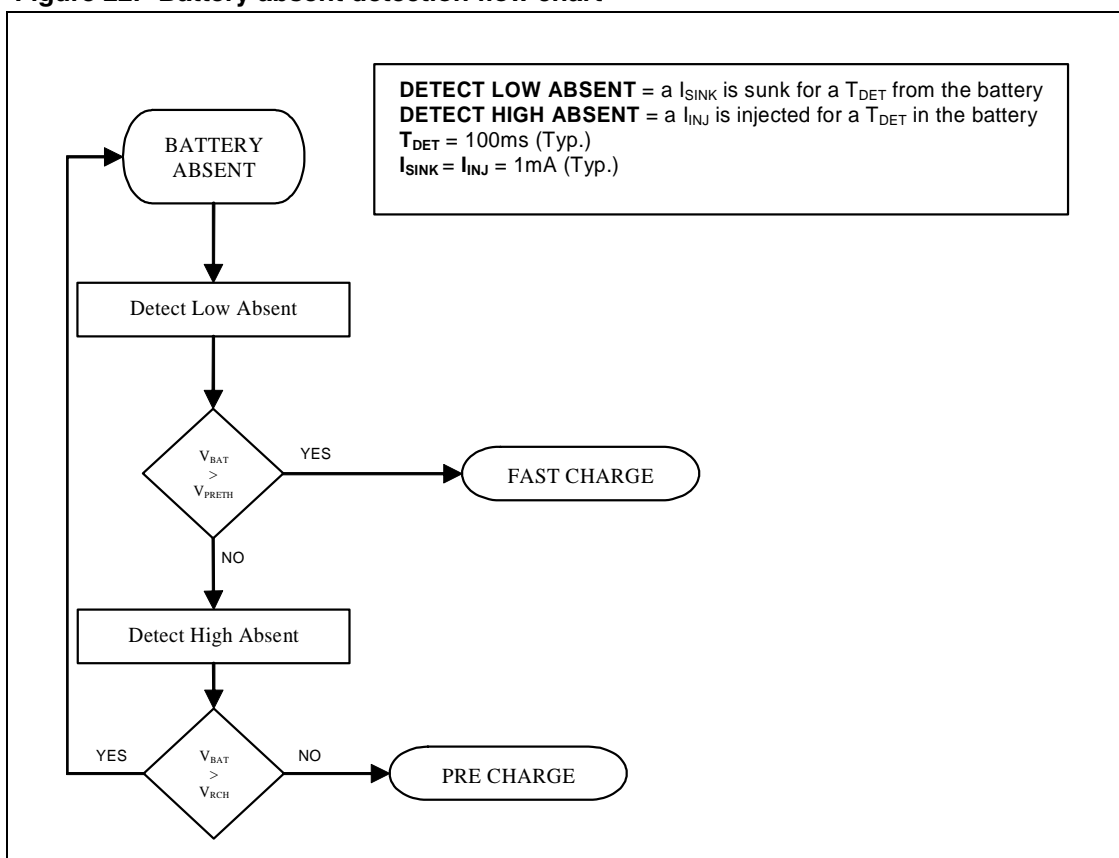 Figure 22. Battery absent detection flow chart
DETECT LOW ABSENT = a ISINK is sunk for a TDET from the battery
DETECT HIGH ABSENT = a IINJ is injected for a TDET in the battery
TDET = 100ms (Typ.)
ISINK = IINJ = 1mA (Typ.)
BATTERY
ABSENT
Detect Low Absent
VBAT
>
VPRETH
YES
FAST CHARGE
NO
Detect High Absent
YES
VBAT
>
VRCH
NO
PRE CHARGE